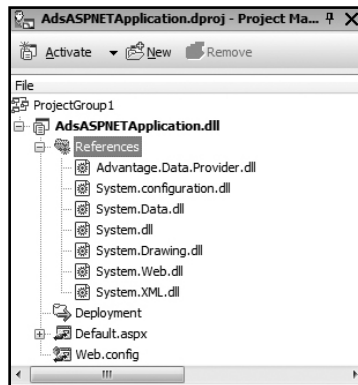 AdsASPNETApplication.dproj - Project Ma...
Activate New Remove
File
ProjectGroup1
AdsASPNETApplication.dll
References
Advantage.Data.Provider.dll
System.configuration.dll
System.Data.dll
System.dll
System.Drawing.dll
System.Web.dll
System.XML.dll
Deployment
Default.aspx
Web.config